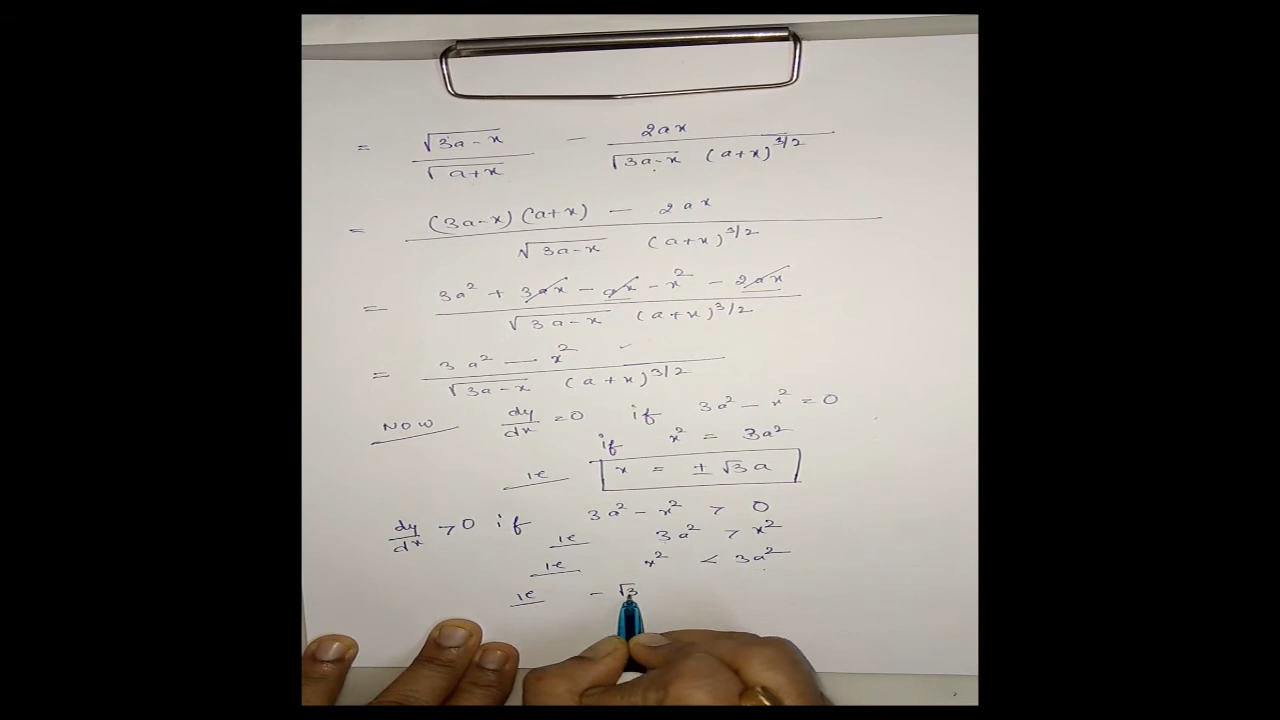 = √(3a-x) / √(a+x) - 2ax / √(3a-x) (a+x)^3/2
= (3a-x)(a+x) - 2ax / √(3a-x) (a+x)^3/2
= 3a² + 3ax - ax - x² - 2ax / √(3a-x) (a+x)^3/2
= 3a² - x² / √(3a-x) (a+x)^3/2
NOW dy/dx = 0 if 3a² - x² = 0
if x² = 3a²
ie x = ± √3 a
dy/dx > 0 if 3a² - x² > 0
ie 3a² > x²
ie x² < 3a²
ie - √3